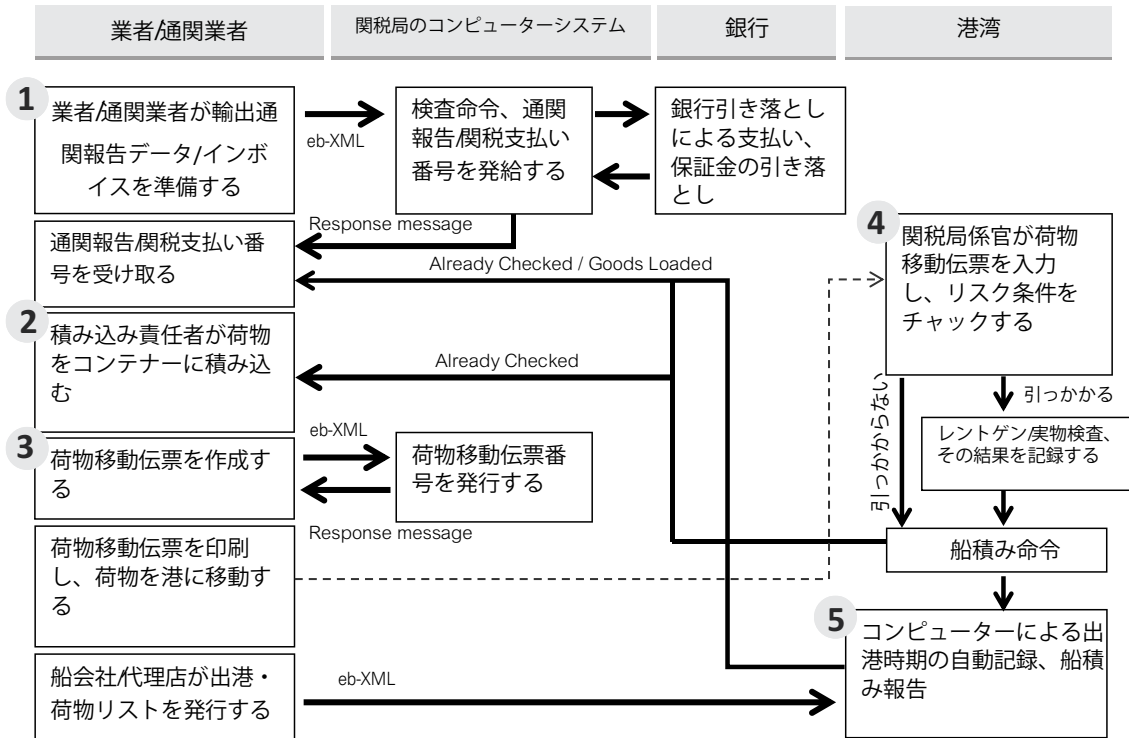 業者/通関業者
関税局のコンピューターシステム
銀行
港湾
1
業者/通関業者が輸出通
関報告データ/インボ
イスを準備する
eb-XML
検査命令、通関
報告/関税支払い
番号を発給する
銀行引き落とし
による支払い、
保証金の引き落
とし
Response message
通関報告/関税支払い番
号を受け取る
Already Checked / Goods Loaded
4
関税局係官が荷物
移動伝票を入力
し、リスク条件を
チャックする
2
積み込み責任者が荷物
をコンテナーに積み込
む
Already Checked
引っかからない
引っかかる
レントゲン/実物検査、
その結果を記録する
3
荷物移動伝票を作成す
る
eb-XML
荷物移動伝票番
号を発行する
Response message
船積み命令
荷物移動伝票を印刷
し、荷物を港に移動す
る
5
コンピューターによる出
港時期の自動記録、船積
み報告
船会社/代理店が出港・
荷物リストを発行する
eb-XML